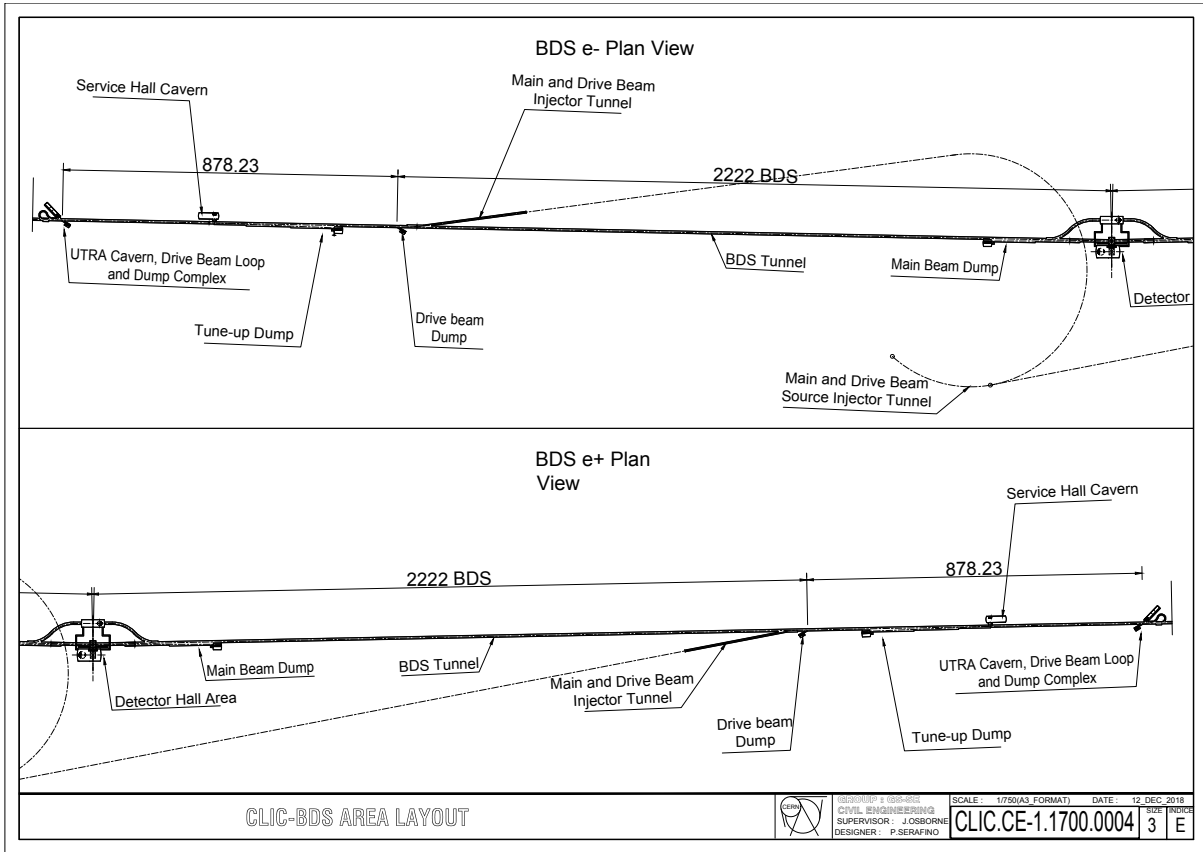 BDS e- Plan View
Service Hall Cavern
Main and Drive Beam
Injector Tunnel
878.23
2222 BDS
UTRA Cavern, Drive Beam Loop
and Dump Complex
BDS Tunnel
Main Beam Dump
Detector
Tune-up Dump
Drive beam
Dump
Main and Drive Beam
Source Injector Tunnel
BDS e+ Plan
View
Service Hall Cavern
2222 BDS
878.23
Main Beam Dump
BDS Tunnel
Detector Hall Area
Main and Drive Beam
Injector Tunnel
UTRA Cavern, Drive Beam Loop
and Dump Complex
Drive beam
Dump
Tune-up Dump
CLIC-BDS AREA LAYOUT
CERN
GROUP : GS-SE
CIVIL ENGINEERING
SUPERVISOR : J.OSBORNE
DESIGNER : P.SERAFINO
SCALE : 1/750(A3_FORMAT) DATE : 12_DEC_2018
CLIC.CE-1.1700.0004
SIZE
3
INDICE
E